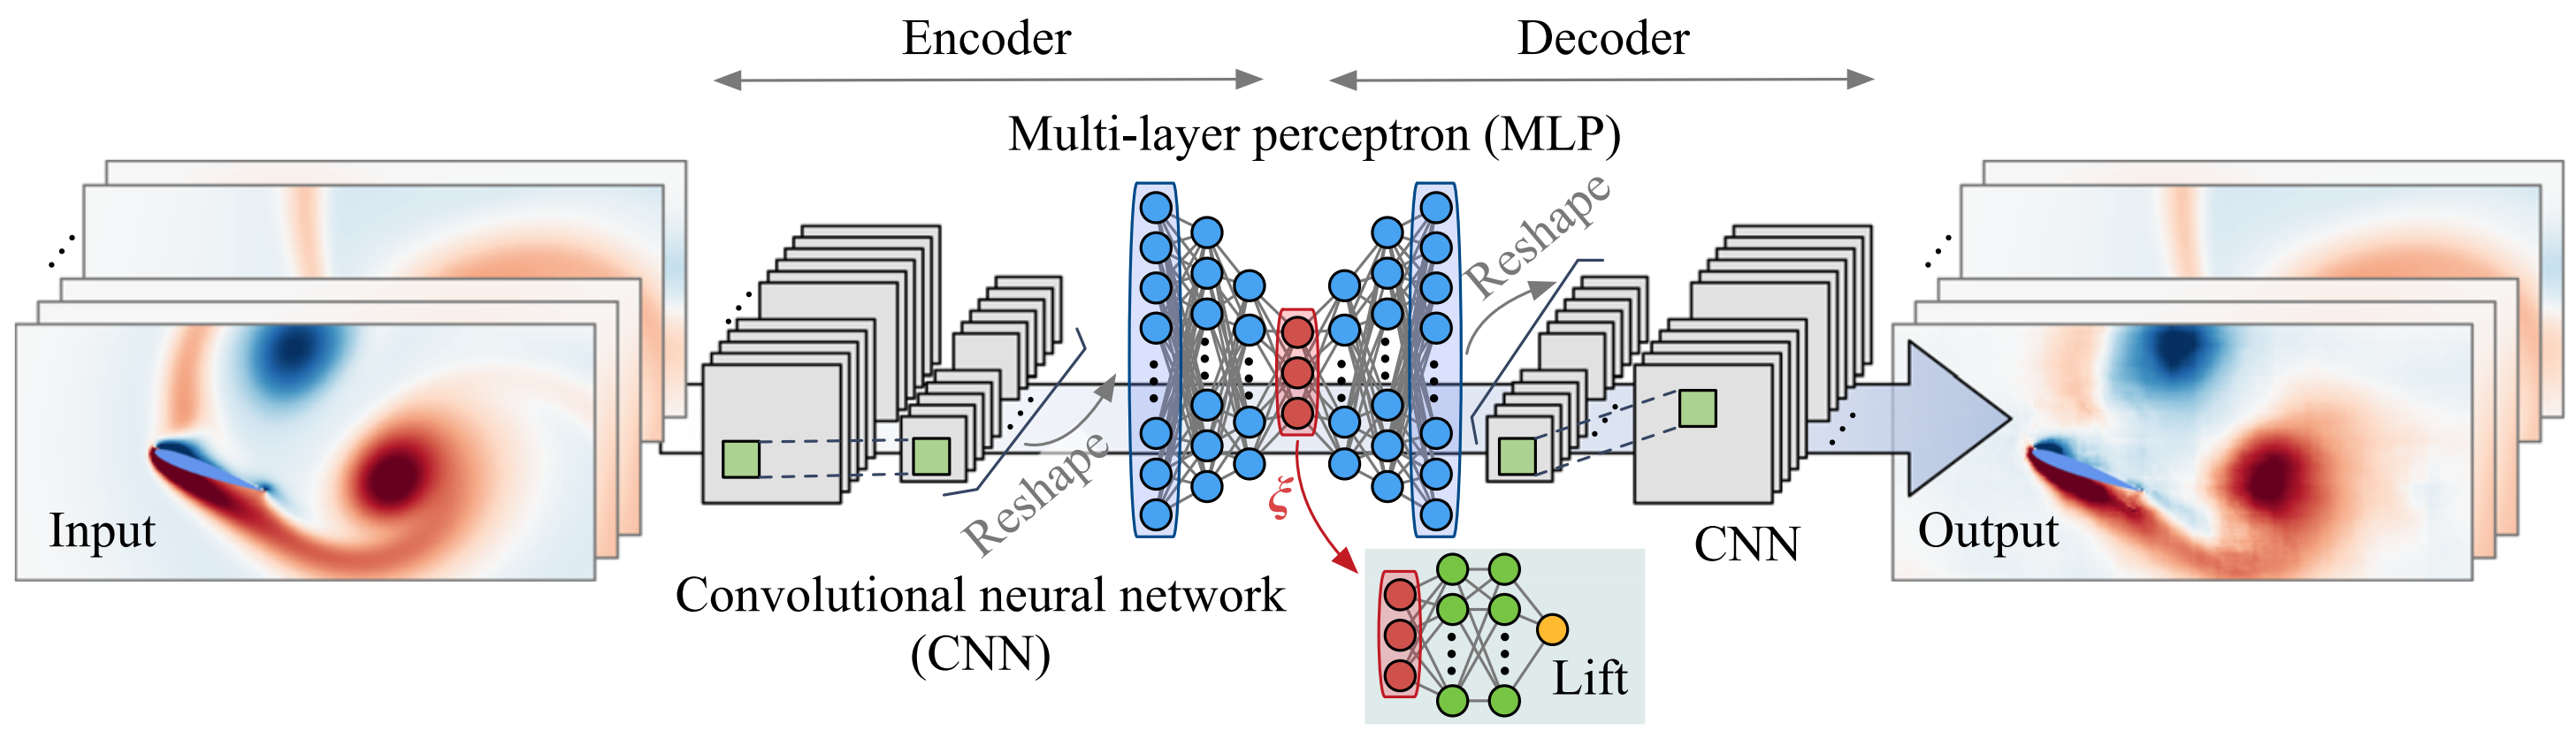 Encoder
Decoder
Multi-layer perceptron (MLP)
Reshape
Input
Reshape
ξ
CNN
Output
Convolutional neural network
(CNN)
Lift